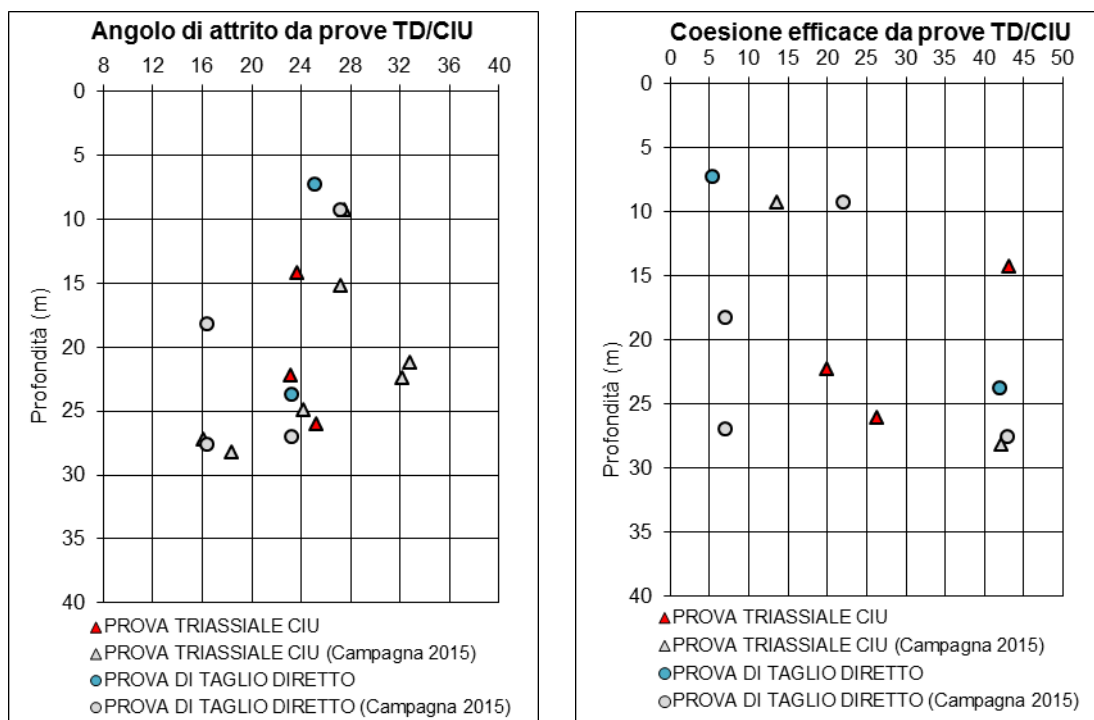 Angolo di attrito da prove TD/CIU
8 12 16 20 24 28 32 36 40
0
5
10
15
20
25
30
35
40
Profondità (m)
PROVA TRIASSIALE CIU
PROVA TRIASSIALE CIU (Campagna 2015)
PROVA DI TAGLIO DIRETTO
PROVA DI TAGLIO DIRETTO (Campagna 2015)
Coesione efficace da prove TD/CIU
0 5 10 15 20 25 30 35 40 45 50
0
5
10
15
20
25
30
35
40
Profondità (m)
PROVA TRIASSIALE CIU
PROVA TRIASSIALE CIU (Campagna 2015)
PROVA DI TAGLIO DIRETTO
PROVA DI TAGLIO DIRETTO (Campagna 2015)